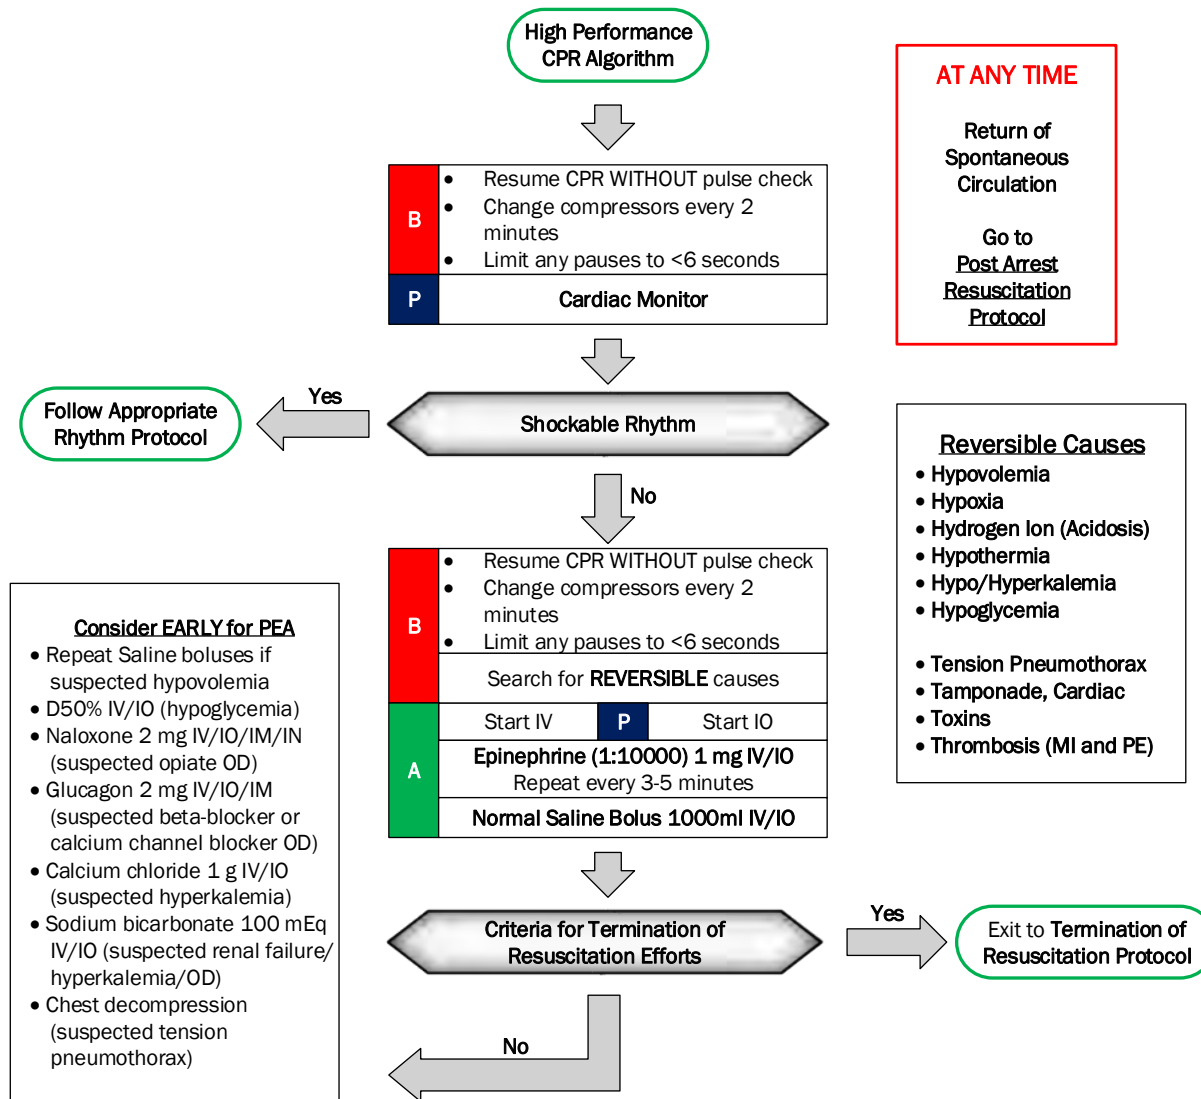 High Performance
CPR Algorithm
AT ANY TIME
Return of
Spontaneous
Circulation
Go to
Post Arrest
Resuscitation
Protocol
B
• Resume CPR WITHOUT pulse check
• Change compressors every 2
minutes
• Limit any pauses to <6 seconds
P
Cardiac Monitor
Shockable Rhythm
Yes
Follow Appropriate
Rhythm Protocol
No
Reversible Causes
• Hypovolemia
• Hypoxia
• Hydrogen Ion (Acidosis)
• Hypothermia
• Hypo/Hyperkalemia
• Hypoglycemia
• Tension Pneumothorax
• Tamponade, Cardiac
• Toxins
• Thrombosis (MI and PE)
B
• Resume CPR WITHOUT pulse check
• Change compressors every 2
minutes
• Limit any pauses to <6 seconds
Search for REVERSIBLE causes
A
Start IV
P
Start IO
Epinephrine (1:10000) 1 mg IV/IO
Repeat every 3-5 minutes
Normal Saline Bolus 1000ml IV/IO
Consider EARLY for PEA
• Repeat Saline boluses if
suspected hypovolemia
• D50% IV/IO (hypoglycemia)
• Naloxone 2 mg IV/IO/IM/IN
(suspected opiate OD)
• Glucagon 2 mg IV/IO/IM
(suspected beta-blocker or
calcium channel blocker OD)
• Calcium chloride 1 g IV/IO
(suspected hyperkalemia)
• Sodium bicarbonate 100 mEq
IV/IO (suspected renal failure/
hyperkalemia/OD)
• Chest decompression
(suspected tension
pneumothorax)
Criteria for Termination of
Resuscitation Efforts
Yes
Exit to Termination of
Resuscitation Protocol
No